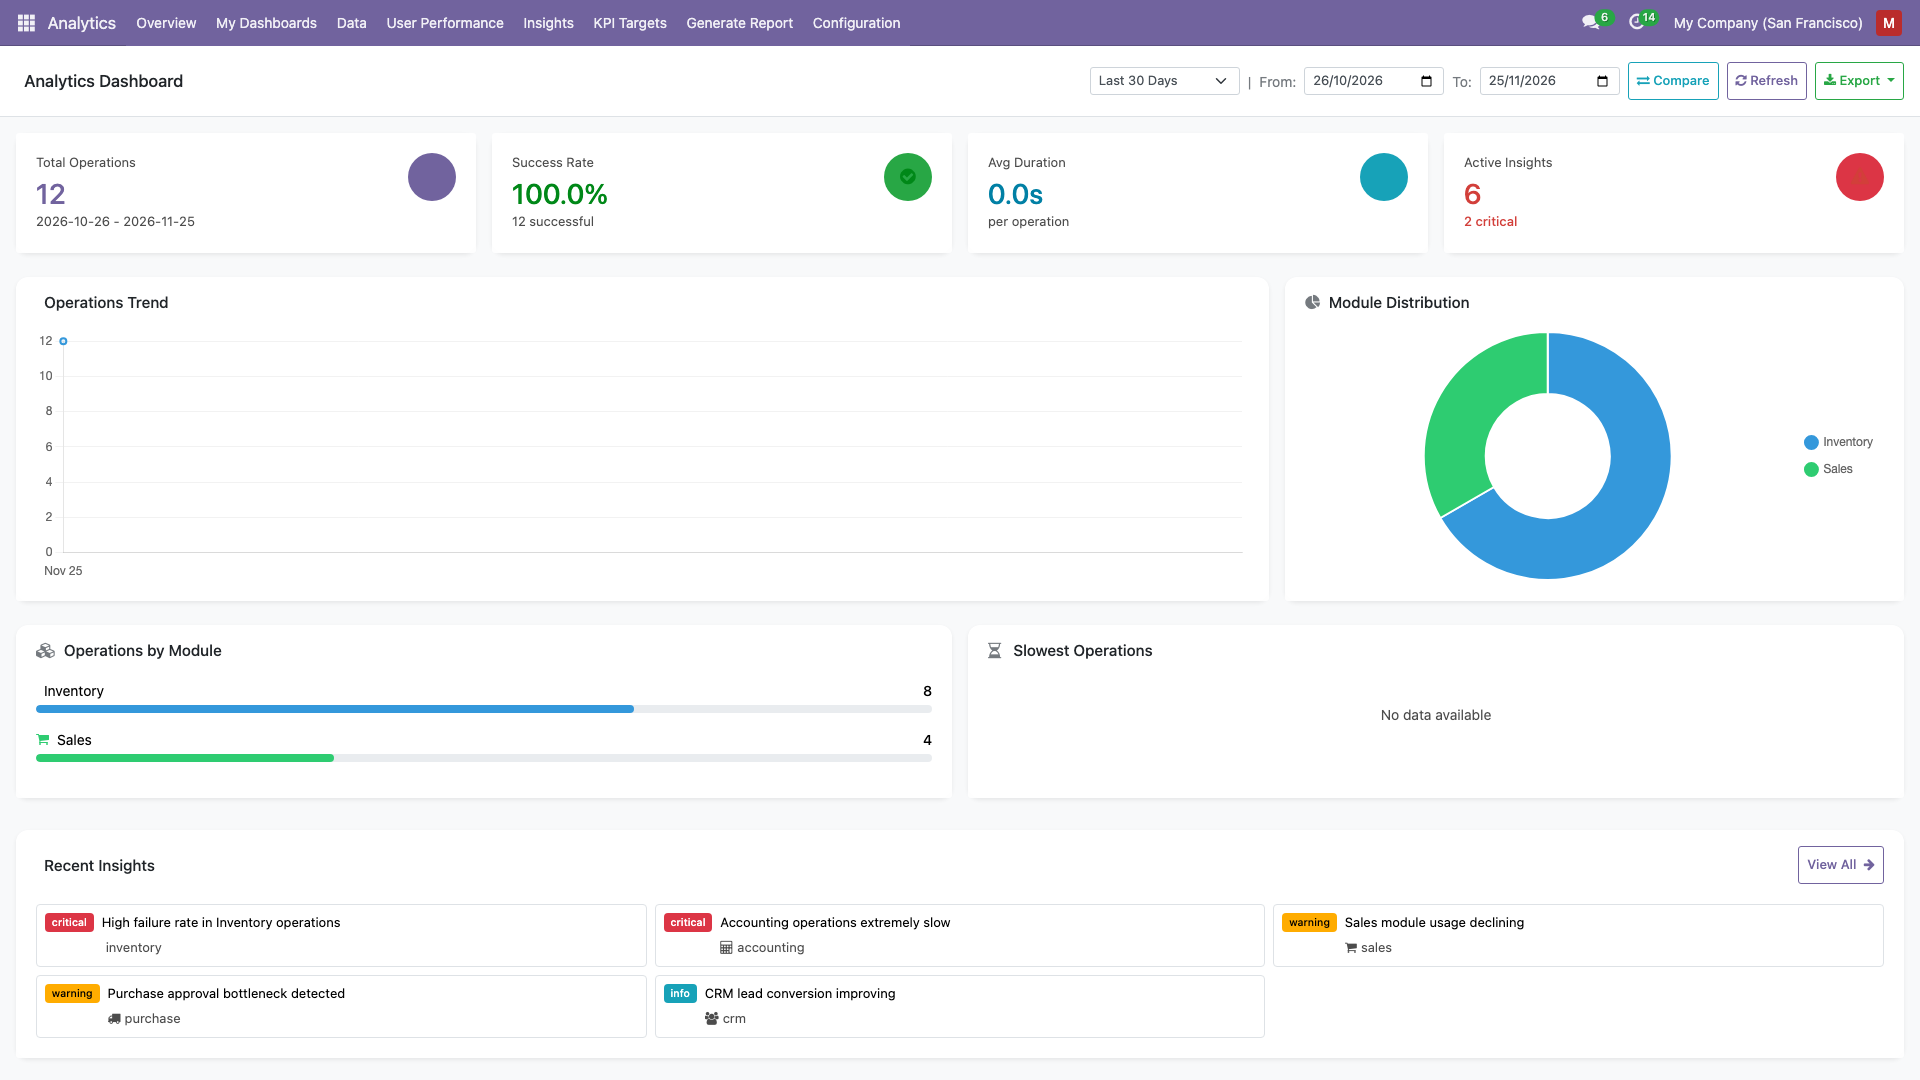 Analytics Overview My Dashboards Data User Performance Insights KPI Targets Generate Report Configuration 6 14 My Company (San Francisco) M
Analytics Dashboard Last 30 Days | From: 26/10/2026 To: 25/11/2026 Compare Refresh Export
Total Operations
12
2026-10-26 - 2026-11-25
Success Rate
100.0%
12 successful
Avg Duration
0.0s
per operation
Active Insights
6
2 critical
Operations Trend
12
10
8
6
4
2
0
Nov 25
Module Distribution
Inventory
Sales
Operations by Module
Inventory 8
Sales 4
Slowest Operations
No data available
Recent Insights View All
critical High failure rate in Inventory operations
inventory
critical Accounting operations extremely slow
accounting
warning Sales module usage declining
sales
warning Purchase approval bottleneck detected
purchase
info CRM lead conversion improving
crm